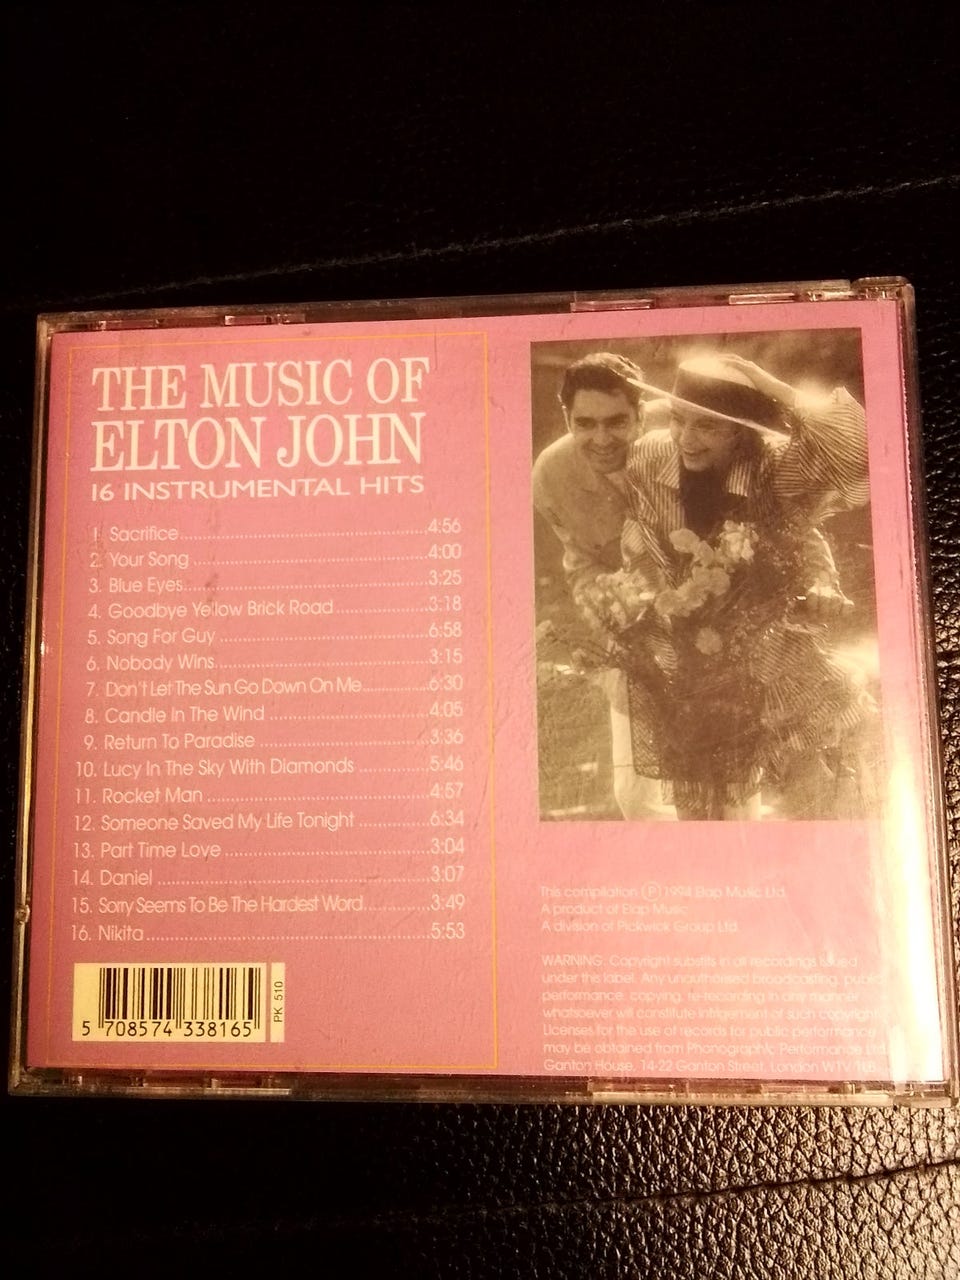 THE MUSIC OF
ELTON JOHN
16 INSTRUMENTAL HITS
1. Sacrifice 4:56
2. Your Song 4:00
3. Blue Eyes 3:25
4. Goodbye Yellow Brick Road 3:18
5. Song For Guy 6:58
6. Nobody Wins 3:15
7. Don't Let The Sun Go Down On Me 6:30
8. Candle In The Wind 4:05
9. Return To Paradise 3:36
10. Lucy In The Sky With Diamonds 5:46
11. Rocket Man 4:57
12. Someone Saved My Life Tonight 6:34
13. Part Time Love 3:04
14. Daniel 3:07
15. Sorry Seems To Be The Hardest Word 3:49
16. Nikita 5:53
5 708574 338165
PK 510
This compilation Ⓟ 1994 Elap Music Ltd.
A product of Elap Music
A division of Pickwick Group Ltd.
WARNING: Copyright subsits in all recordings issued
under this label. Any unauthorised broadcasting, public
performance, copying, re-recording in any manner
whatsoever will constitute infrigement of such copyright.
Licenses for the use of records for public performance
may be obtained from Phonographic Performance Ltd.
Ganton House, 14-22 Ganton Street, London